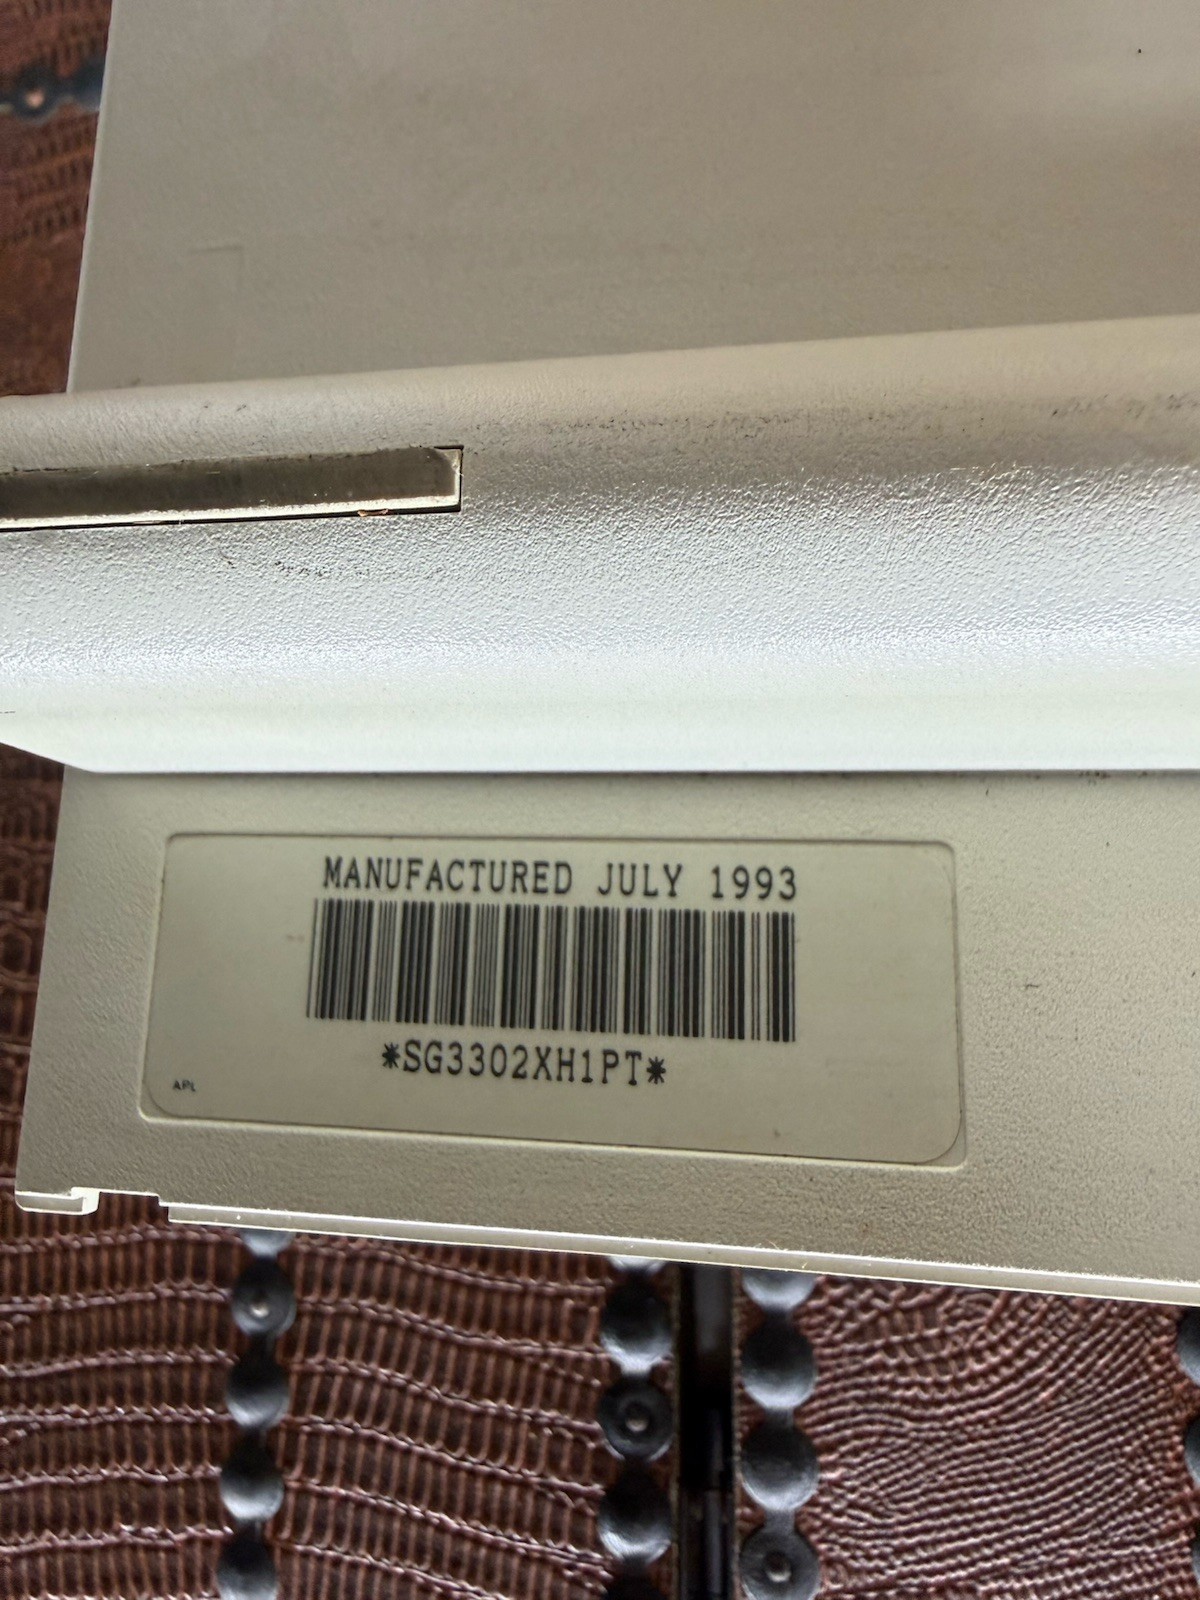 MANUFACTURED JULY 1993
*SG3302XH1PT*
APL